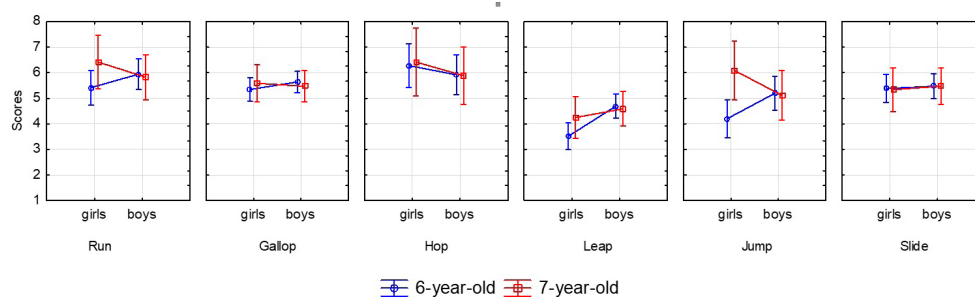 Scores
8
7
6
5
4
3
2
1
girls boys girls boys girls boys girls boys girls boys girls boys
Run Gallop Hop Leap Jump Slide
6-year-old 7-year-old